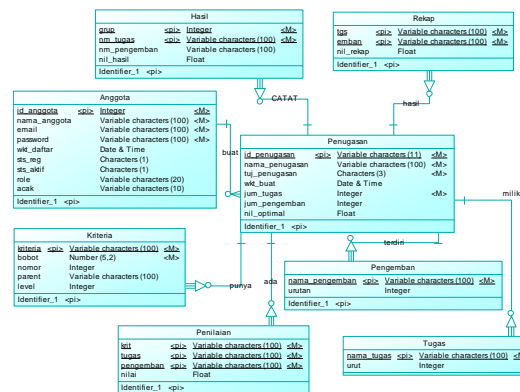 Hasil
grup <pi> Integer <M>
nm_tugas <pi> Variable characters (100) <M>
nm_pengemban Variable characters (100)
nil_hasil Float
Identifier_1 <pi>
Rekap
tgs <pi> Variable characters (100) <M>
emban <pi> Variable characters (100) <M>
nil_rekap Float
Identifier_1 <pi>
CATAT
hasil
Anggota
id_anggota <pi> Integer <M>
nama_anggota Variable characters (100) <M>
email Variable characters (100) <M>
password Variable characters (100) <M>
wkt_daftar Date & Time
sts_reg Characters (1)
sts_aktif Characters (1)
role Variable characters (20)
acak Variable characters (10)
Identifier_1 <pi>
buat
Penugasan
id_penugasan <pi> Variable characters (11) <M>
nama_penugasan Variable characters (100) <M>
tuj_penugasan Characters (3) <M>
wkt_buat Date & Time
jum_tugas Integer <M>
jum_pengemban Integer
nil_optimal Float
Identifier_1 <pi>
milik
Kriteria
kriteria <pi> Variable characters (100) <M>
bobot Number (5,2) <M>
nomor Integer
parent Variable characters (100)
level Integer
Identifier_1 <pi>
punya
ada
terdiri
Pengemban
nama_pengemban <pi> Variable characters (100) <M>
urutan Integer
Identifier_1 <pi>
Penilaian
krit <pi> Variable characters (100) <M>
tugas <pi> Variable characters (100) <M>
pengemban <pi> Variable characters (100) <M>
nilai Float
Identifier_1 <pi>
Tugas
nama_tugas <pi> Variable characters (100) <M>
urut Integer
Identifier_1 <pi>